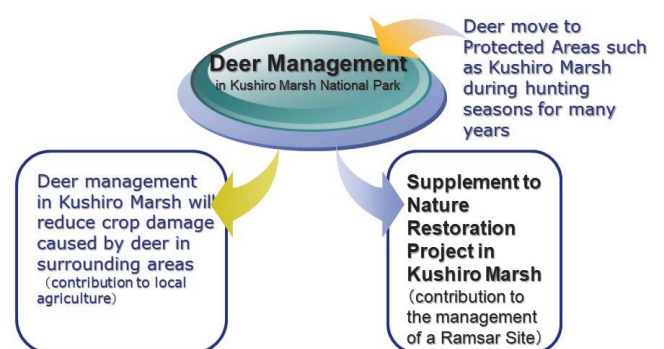 Deer Management
in Kushiro Marsh National Park
Deer move to
Protected Areas such
as Kushiro Marsh
during hunting
seasons for many
years
Deer management
in Kushiro Marsh will
reduce crop damage
caused by deer in
surrounding areas
（contribution to local
agriculture）
Supplement to
Nature
Restoration
Project in
Kushiro Marsh
（contribution to
the management
of a Ramsar Site）